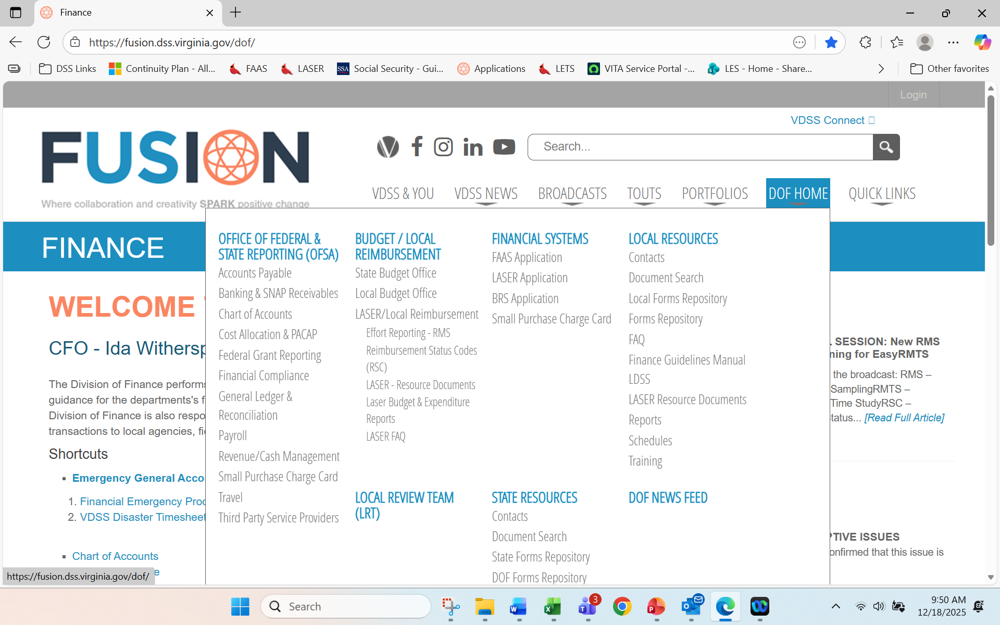 Finance
https://fusion.dss.virginia.gov/dof/
DSS Links
Continuity Plan - All...
FAAS
LASER
SSA
Social Security - Gui...
Applications
LETS
VITA Service Portal -...
LES - Home - Share...
Other favorites
Login
VDSS Connect
FUSION
Where collaboration and creativity SPARK positive change
Search...
VDSS & YOU
VDSS NEWS
BROADCASTS
TOUTS
PORTFOLIOS
DOF HOME
QUICK LINKS
FINANCE
WELCOME
CFO - Ida Withersp
The Division of Finance performs
guidance for the departments's f
Division of Finance is also respo
transactions to local agencies, fi
Shortcuts
Emergency General Acco
1. Financial Emergency Proc
2. VDSS Disaster Timesheet
Chart of Accounts
e
https://fusion.dss.virginia.gov/dof/
OFFICE OF FEDERAL &
STATE REPORTING (OFSA)
Accounts Payable
Banking & SNAP Receivables
Chart of Accounts
Cost Allocation & PACAP
Federal Grant Reporting
Financial Compliance
General Ledger &
Reconciliation
Payroll
Revenue/Cash Management
Small Purchase Charge Card
Travel
Third Party Service Providers
BUDGET / LOCAL
REIMBURSEMENT
State Budget Office
Local Budget Office
LASER/Local Reimbursement
Effort Reporting - RMS
Reimbursement Status Codes
(RSC)
LASER - Resource Documents
Laser Budget & Expenditure
Reports
LASER FAQ
FINANCIAL SYSTEMS
FAAS Application
LASER Application
BRS Application
Small Purchase Charge Card
LOCAL RESOURCES
Contacts
Document Search
Local Forms Repository
Forms Repository
FAQ
Finance Guidelines Manual
LDSS
LASER Resource Documents
Reports
Schedules
Training
LOCAL REVIEW TEAM
(LRT)
STATE RESOURCES
Contacts
Document Search
State Forms Repository
DOF Forms Repository
DOF NEWS FEED
. SESSION: New RMS
ning for EasyRMTS
the broadcast: RMS –
SamplingRMTS –
Time StudyRSC –
tatus... [Read Full Article]
PTIVE ISSUES
onfirmed that this issue is
Search
3
9:50 AM
12/18/2025